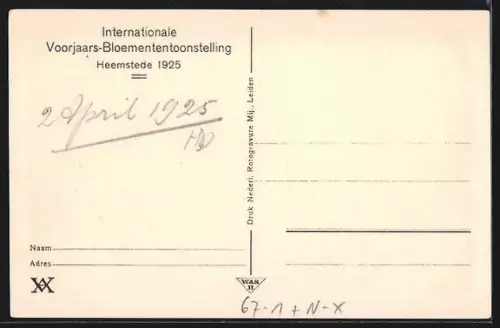 Internationale
Voorjaars-Bloemententoonstelling
Heemstede 1925
2 April 1925
Druk Nederl. Rotogravure Mij., Leiden
Naam
Adres
W&S
H
67-1+N-X